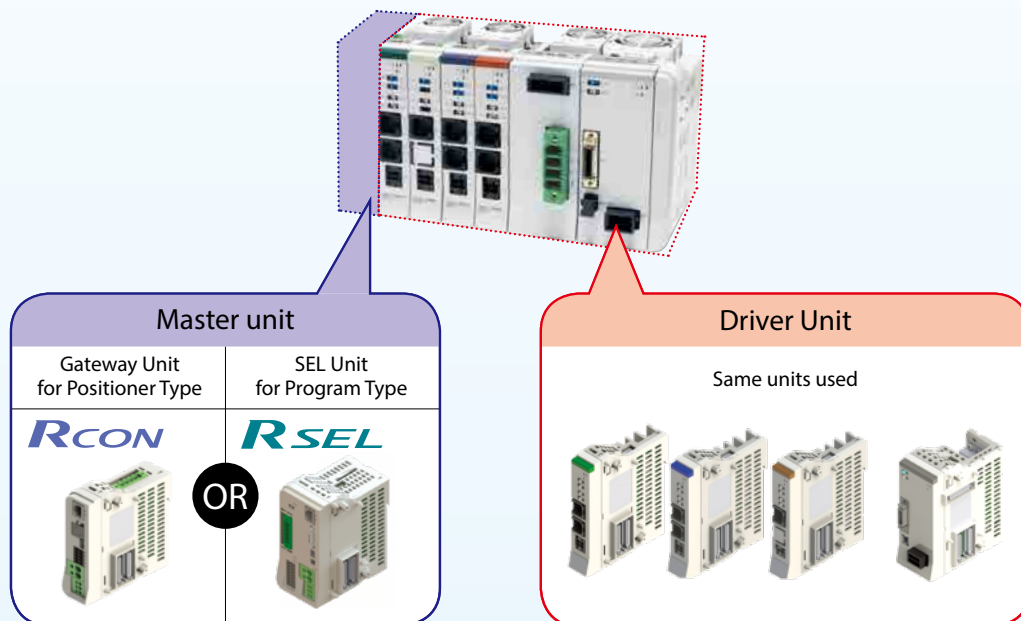 Master unit
Gateway Unit
for Positioner Type
SEL Unit
for Program Type
RCON
RSEL
OR
Driver Unit
Same units used